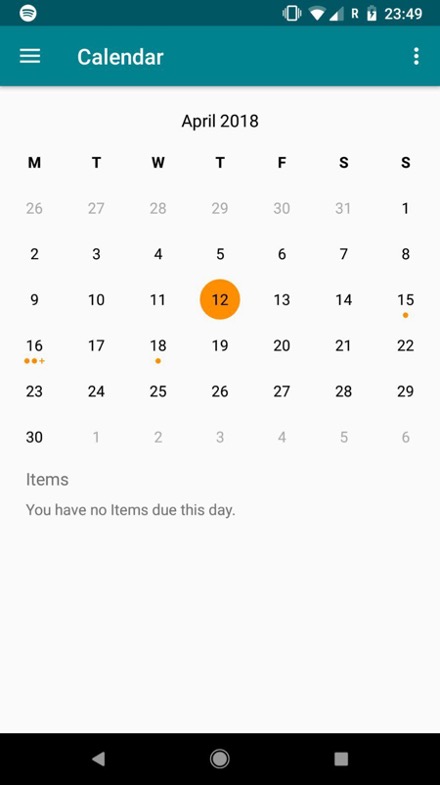 R 23:49
Calendar
April 2018
M T W T F S S
26 27 28 29 30 31 1
2 3 4 5 6 7 8
9 10 11 12 13 14 15
16 17 18 19 20 21 22
23 24 25 26 27 28 29
30 1 2 3 4 5 6
Items
You have no Items due this day.